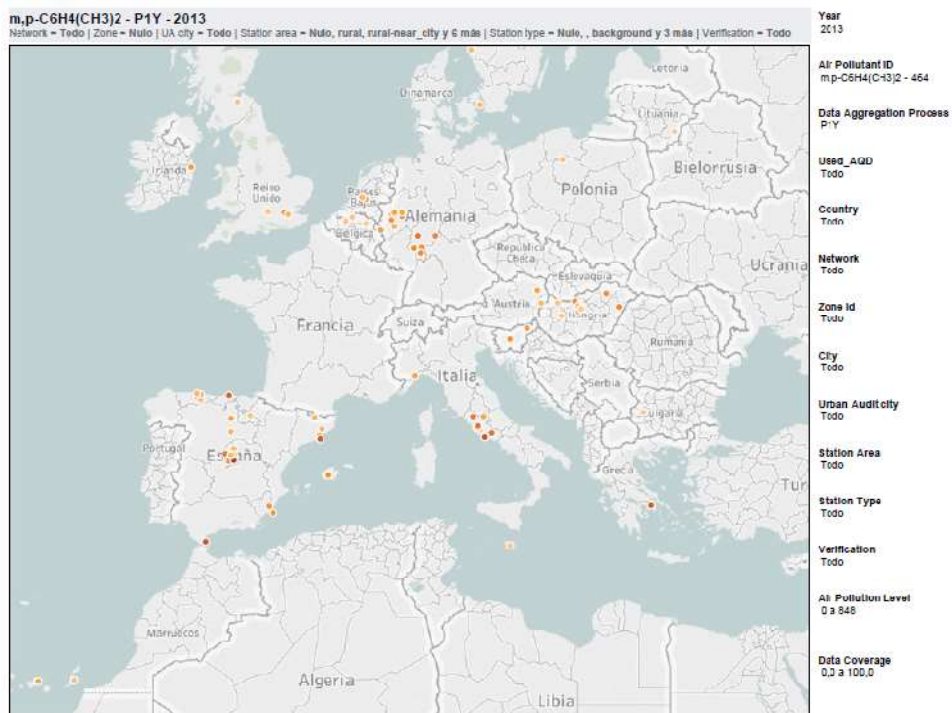 m,p-C6H4(CH3)2 - P1Y - 2013
Network = Todo | Zone = Nulo | UA city = Todo | Station area = Nulo, rural, rural-near_city y 6 más | Station type = Nulo, , background y 3 más | Verification = Todo
Letonia
Dinamarca
Lituania
Irlanda
Bielorrusia
Reino
Unido
Países
Bajos
Polonia
Alemania
Bélgica
República
Checa
Ucrania
Eslovaquia
Austria
Hungría
Francia
Suiza
Rumanía
Italia
Serbia
Bulgaria
Portugal
España
Grecia
Tur
Marruecos
Argelia
Libia
Year
2013
Air Pollutant ID
m,p-C6H4(CH3)2 - 464
Data Aggregation Process
P1Y
Used_AQD
Todo
Country
Todo
Network
Todo
Zone Id
Todo
City
Todo
Urban Audit city
Todo
Station Area
Todo
Station Type
Todo
Verification
Todo
Air Pollution Level
0 a 848
Data Coverage
0,0 a 100,0